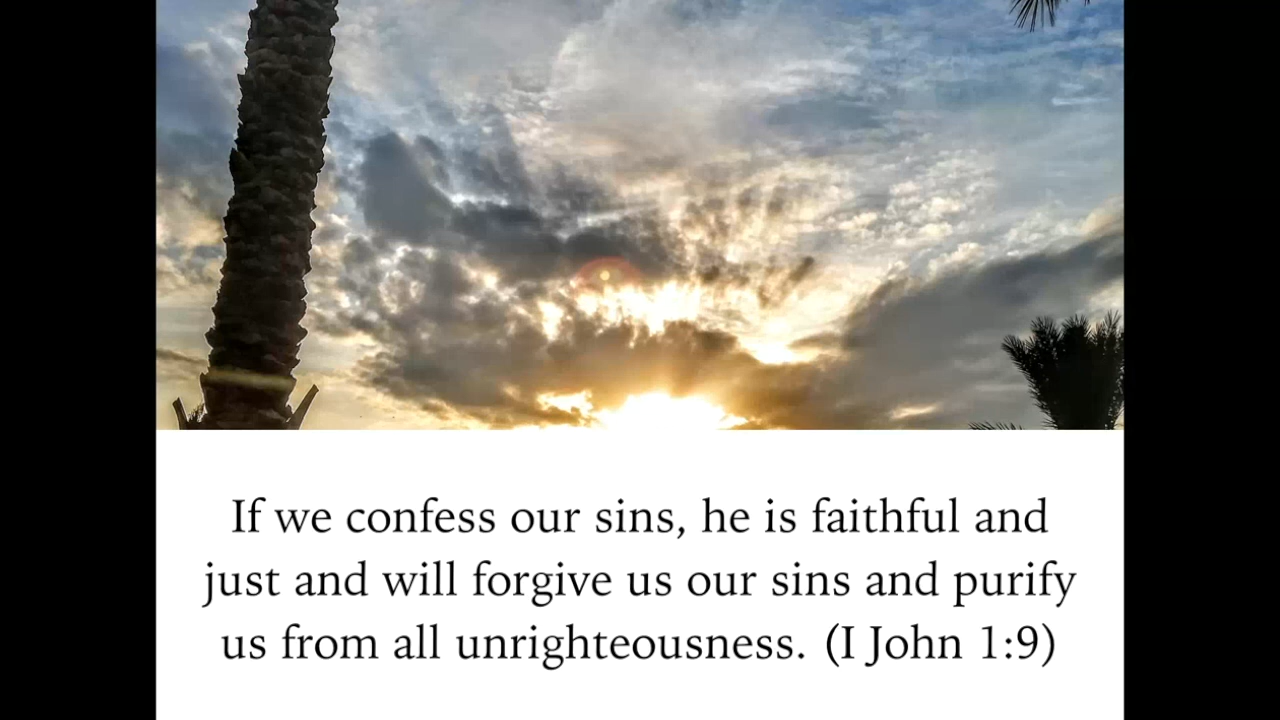 If we confess our sins, he is faithful and
just and will forgive us our sins and purify
us from all unrighteousness. (I John 1:9)